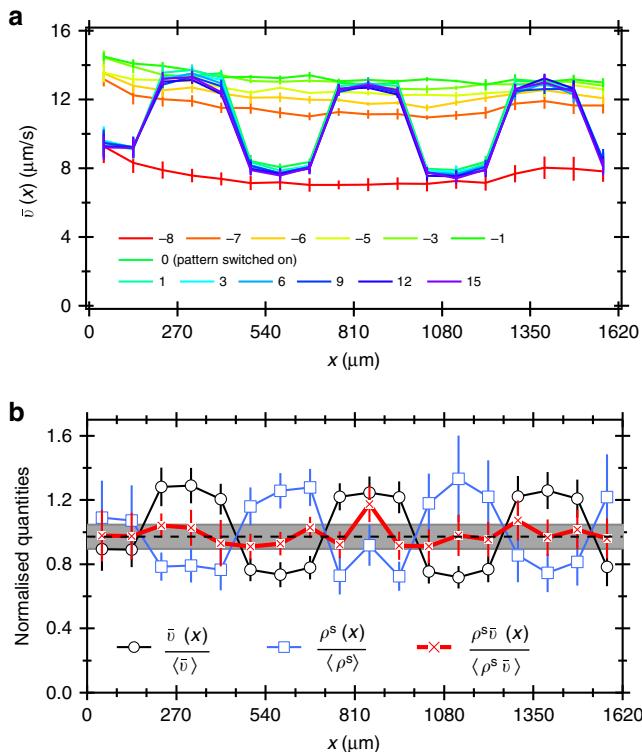 a
16
12
8
4
0
v̄ (x) (μm/s)
–8 –7 –6 –5 –3 –1
0 (pattern switched on)
1 3 6 9 12 15
0 270 540 810 1080 1350 1620
x (μm)
b
1.6
1.2
0.8
0.4
0.0
Normalised quantities
v̄ (x) ρˢ (x) ρˢ v̄ (x)
⟨v̄⟩ ⟨ρˢ⟩ ⟨ρˢ v̄⟩
0 270 540 810 1080 1350 1620
x (μm)